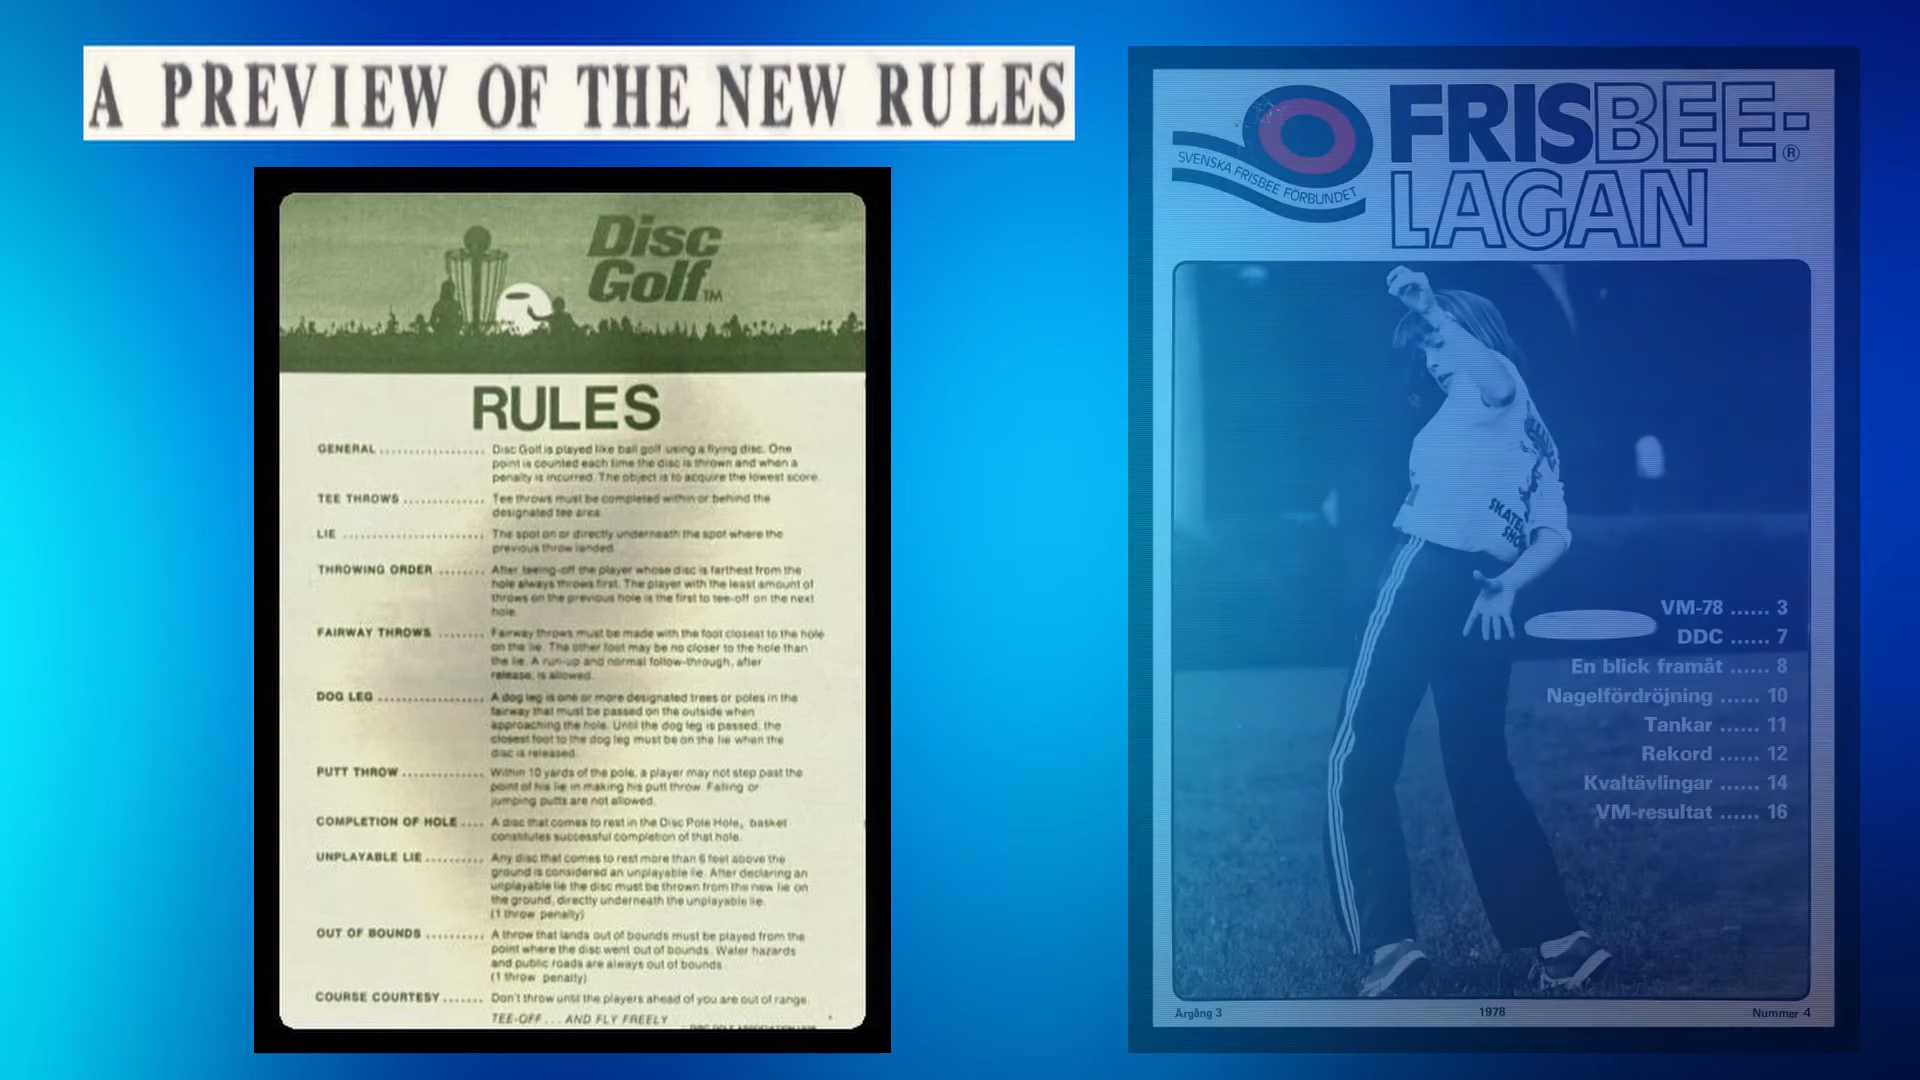 A PREVIEW OF THE NEW RULES
Disc
Golf™
RULES
GENERAL .................. Disc Golf is played like ball golf using a flying disc. One
point is counted each time the disc is thrown and when a
penalty is incurred. The object is to acquire the lowest score.
TEE THROWS ............. Tee throws must be completed within or behind the
designated tee area.
LIE ........................ The spot on or directly underneath the spot where the
previous throw landed.
THROWING ORDER ........ After teeing-off the player whose disc is farthest from the
hole always throws first. The player with the least amount of
throws on the previous hole is the first to tee-off on the next
hole.
FAIRWAY THROWS ........ Fairway throws must be made with the foot closest to the hole
on the lie. The other foot may be no closer to the hole than
the lie. A run-up and normal follow-through, after
release, is allowed.
DOG LEG .................. A dog leg is one or more designated trees or poles in the
fairway that must be passed on the outside when
approaching the hole. Until the dog leg is passed, the
closest foot to the dog leg must be on the lie when the
disc is released.
PUTT THROW .............. Within 10 yards of the pole, a player may not step past the
point of his lie in making his putt throw. Falling or
jumping putts are not allowed.
COMPLETION OF HOLE .... A disc that comes to rest in the Disc Pole Hole, basket
constitutes successful completion of that hole.
UNPLAYABLE LIE .......... Any disc that comes to rest more than 6 feet above the
ground is considered an unplayable lie. After declaring an
unplayable lie the disc must be thrown from the new lie on
the ground, directly underneath the unplayable lie.
(1 throw penalty)
OUT OF BOUNDS .......... A throw that lands out of bounds must be played from the
point where the disc went out of bounds. Water hazards
and public roads are always out of bounds.
(1 throw penalty)
COURSE COURTESY ....... Don't throw until the players ahead of you are out of range.
TEE-OFF ... AND FLY FREELY
SVENSKA FRISBEE FÖRBUNDET
FRISBEE-®
LAGAN
SKATE
SHO
VM-78 ...... 3
DDC ...... 7
En blick framåt ...... 8
Nagelfördröjning ...... 10
Tankar ...... 11
Rekord ...... 12
Kvaltävlingar ...... 14
VM-resultat ...... 16
Årgång 3
1978
Nummer 4